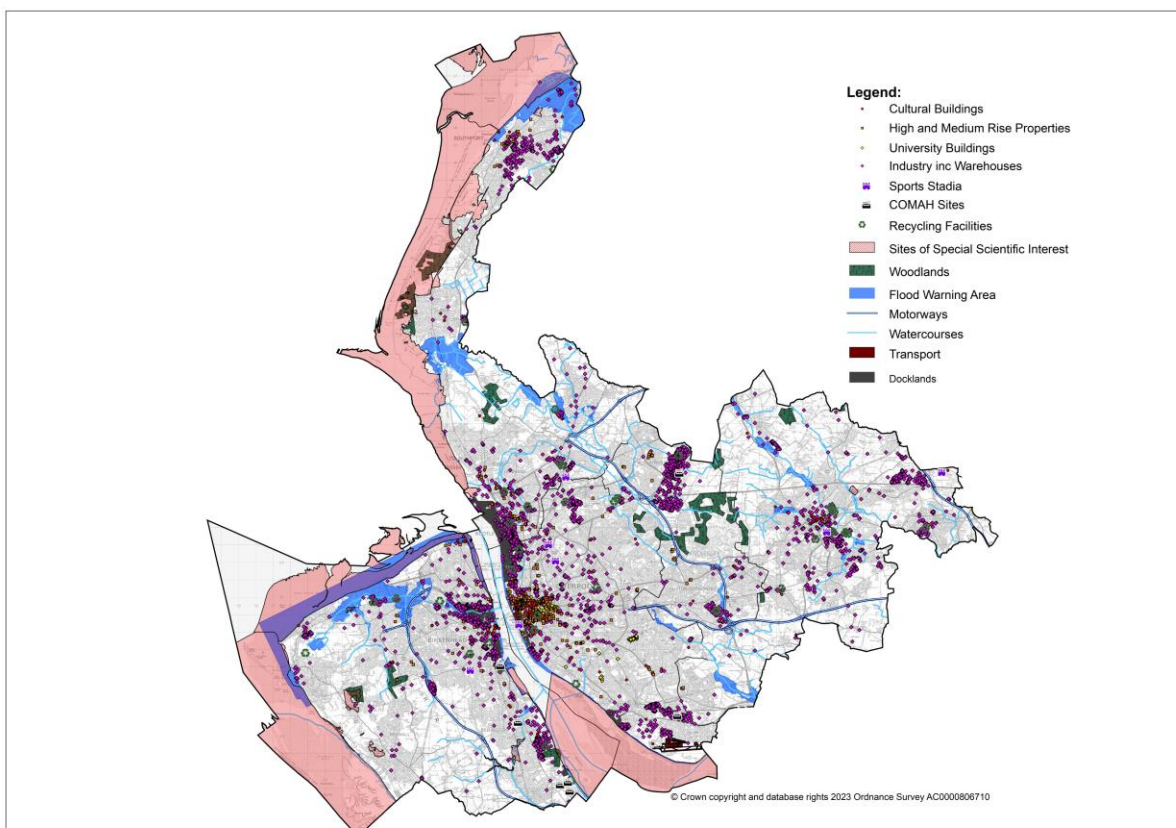 Legend:
Cultural Buildings
High and Medium Rise Properties
University Buildings
Industry inc Warehouses
Sports Stadia
COMAH Sites
Recycling Facilities
Sites of Special Scientific Interest
Woodlands
Flood Warning Area
Motorways
Watercourses
Transport
Docklands
© Crown copyright and database rights 2023 Ordnance Survey AC0000806710